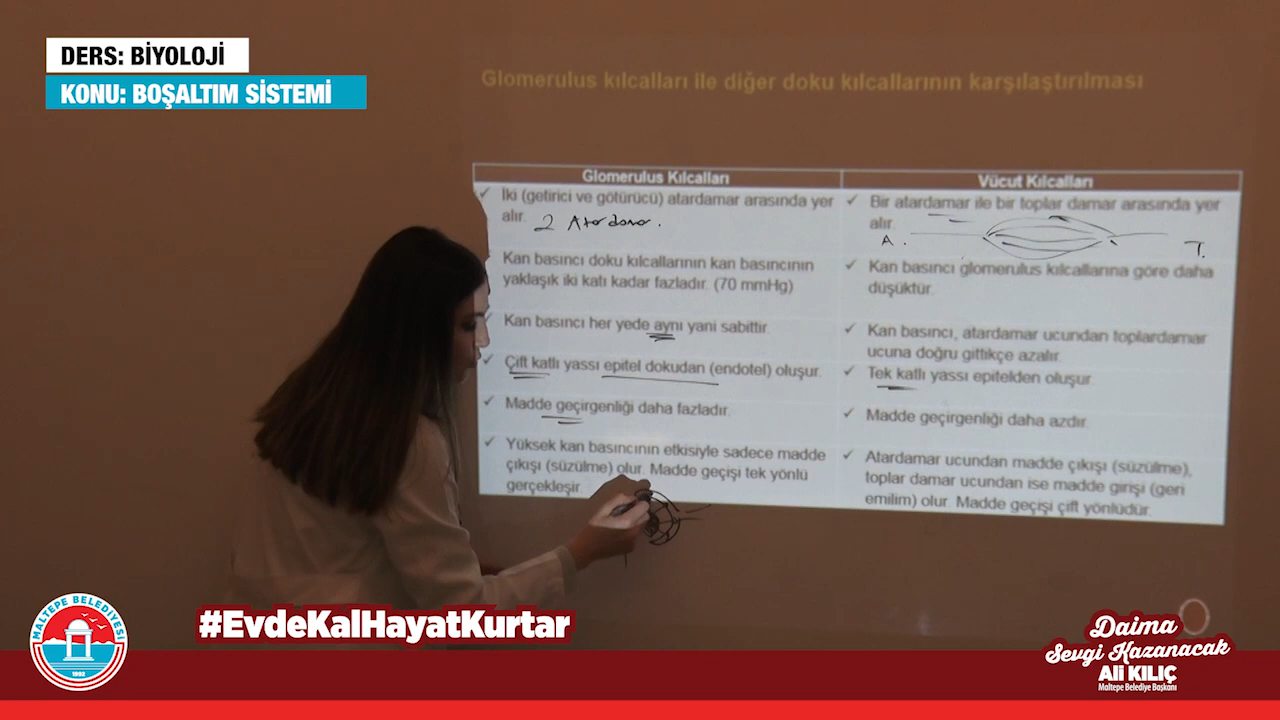 DERS: BİYOLOJİ
KONU: BOŞALTIM SİSTEMİ
Glomerulus kılcalları ile diğer doku kılcallarının karşılaştırılması
Glomerulus Kılcalları
✓ İki (getirici ve götürücü) atardamar arasında yer
alır.
2 Atardamar.
Kan basıncı doku kılcallarının kan basıncının
yaklaşık iki katı kadar fazladır. (70 mmHg)
✓ Kan basıncı her yede aynı yani sabittir.
✓ Çift katlı yassı epitel dokudan (endotel) oluşur.
✓ Madde geçirgenliği daha fazladır.
✓ Yüksek kan basıncının etkisiyle sadece madde
çıkışı (süzülme) olur. Madde geçişi tek yönlü
gerçekleşir.
Vücut Kılcalları
✓ Bir atardamar ile bir toplar damar arasında yer
alır.
A.
T.
✓ Kan basıncı glomerulus kılcallarına göre daha
düşüktür.
✓ Kan basıncı, atardamar ucundan toplardamar
ucuna doğru gittikçe azalır.
✓ Tek katlı yassı epitelden oluşur.
✓ Madde geçirgenliği daha azdır.
✓ Atardamar ucundan madde çıkışı (süzülme),
toplar damar ucundan ise madde girişi (geri
emilim) olur. Madde geçişi çift yönlüdür.
MALTEPE BELEDİYESİ
1992
#EvdeKalHayatKurtar
Daima
Sevgi Kazanacak
ALİ KILIÇ
Maltepe Belediye Başkanı